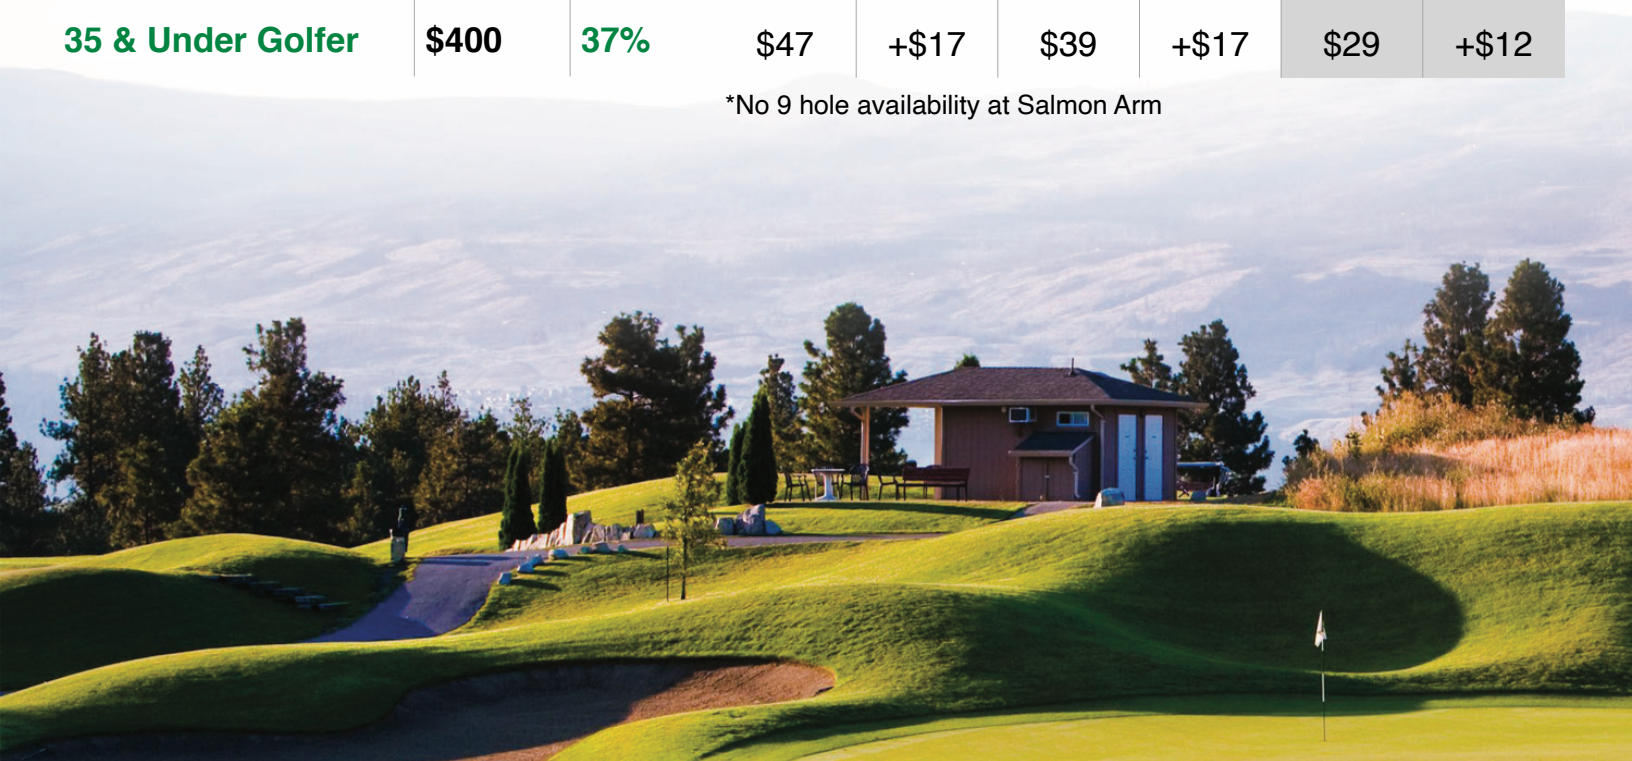 35 & Under Golfer $400 37% $47 +$17 $39 +$17 $29 +$12
*No 9 hole availability at Salmon Arm